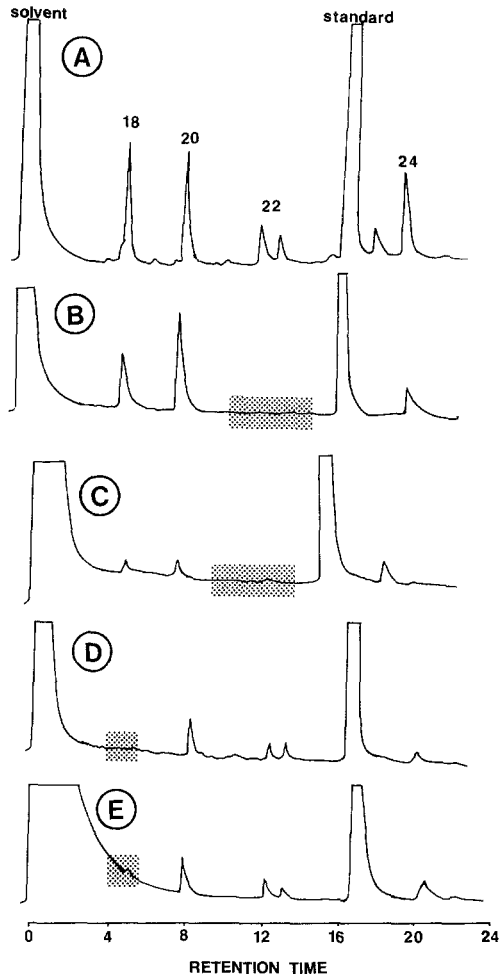 solvent
standard
A
18
20
22
24
B
C
D
E
0 4 8 12 16 20 24
RETENTION TIME